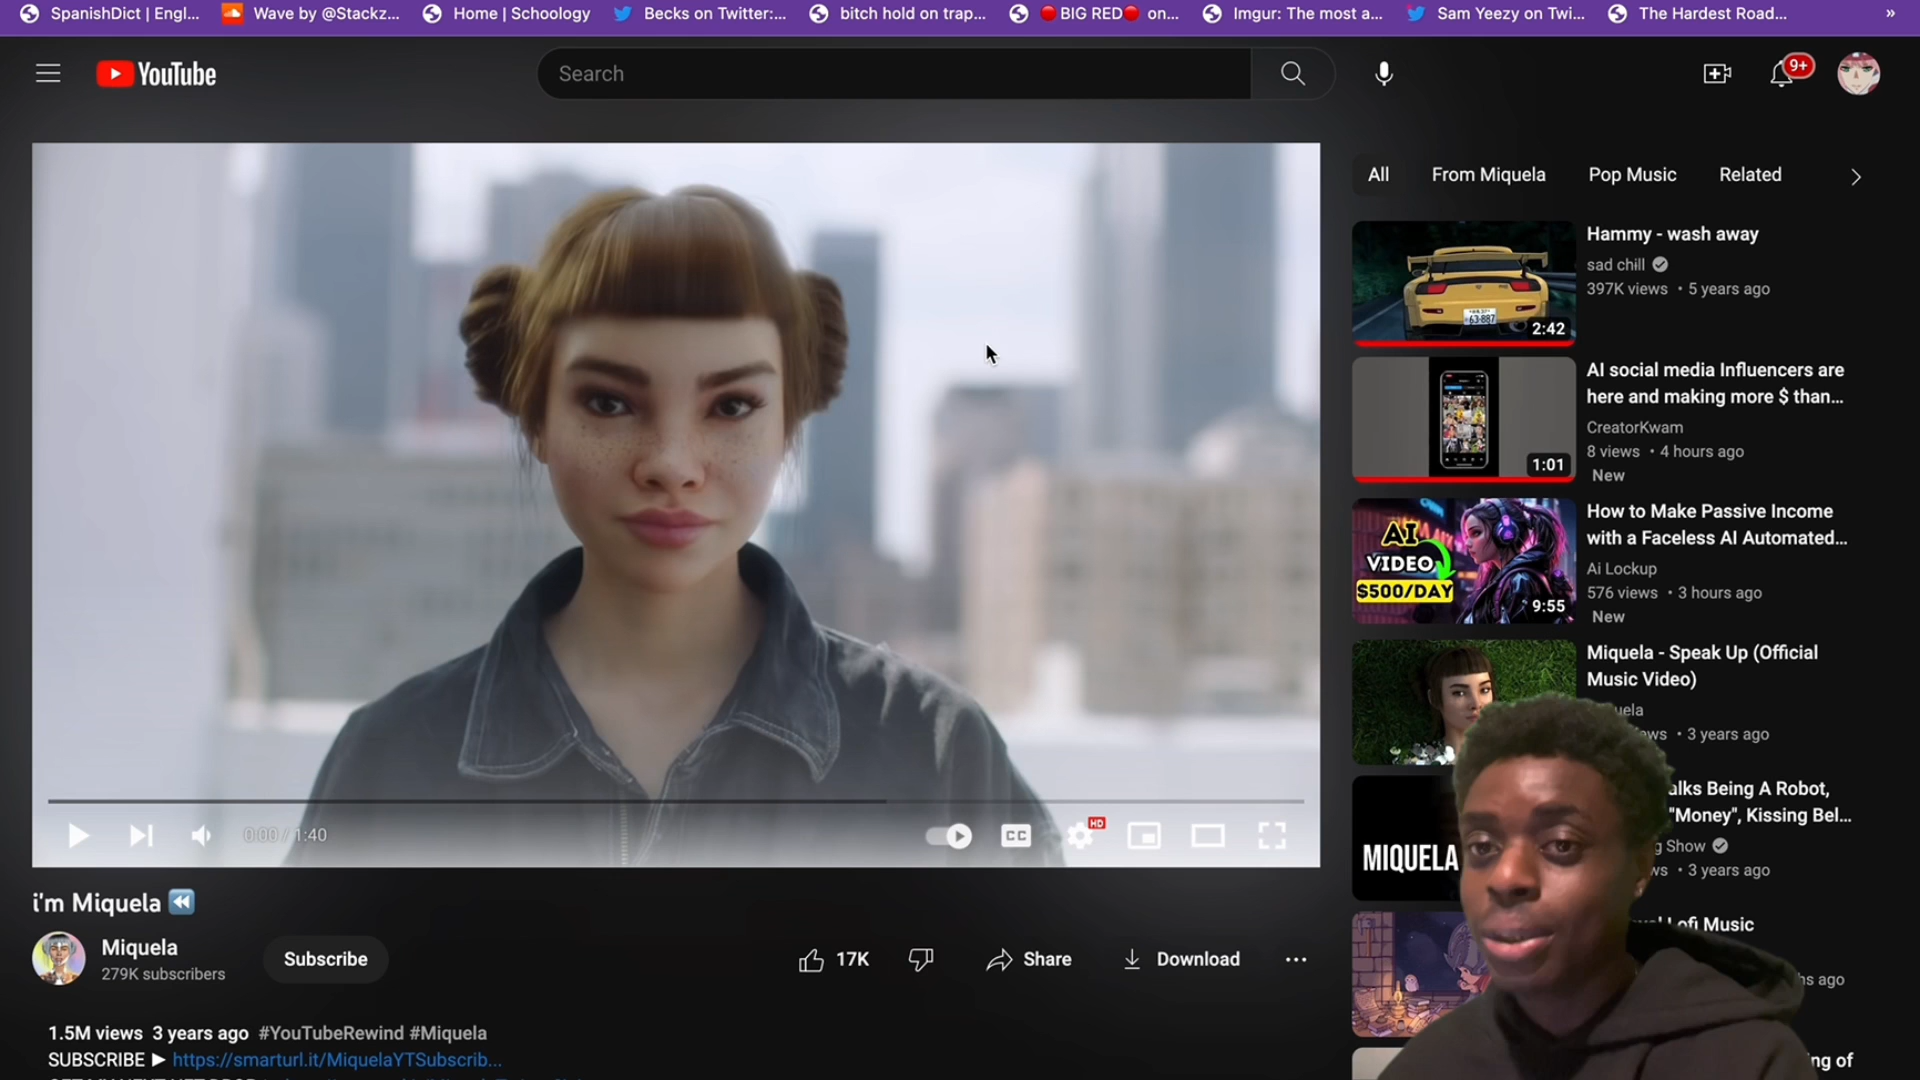 SpanishDict | Engl...
Wave by @Stackz...
Home | Schoology
Becks on Twitter:...
bitch hold on trap...
🔴BIG RED🔴 on...
Imgur: The most a...
Sam Yeezy on Twi...
The Hardest Road...
»
YouTube
Search
9+
All
From Miquela
Pop Music
Related
Hammy - wash away
sad chill
397K views • 5 years ago
63-887
2:42
AI social media Influencers are
here and making more $ than...
CreatorKwam
8 views • 4 hours ago
New
1:01
How to Make Passive Income
with a Faceless AI Automated...
Ai Lockup
576 views • 3 hours ago
New
AI
VIDEO
$500/DAY
9:55
Miquela - Speak Up (Official
Music Video)
• 3 years ago
Being A Robot,
"Money", Kissing Bel...
Show
• 3 years ago
MIQUELA
Lofi Music
ago
of
0:00 / 1:40
CC
HD
i'm Miquela ⏪
Miquela
279K subscribers
Subscribe
17K
Share
Download
1.5M views 3 years ago #YouTubeRewind #Miquela
SUBSCRIBE ► https://smarturl.it/MiquelaYTSubscrib...